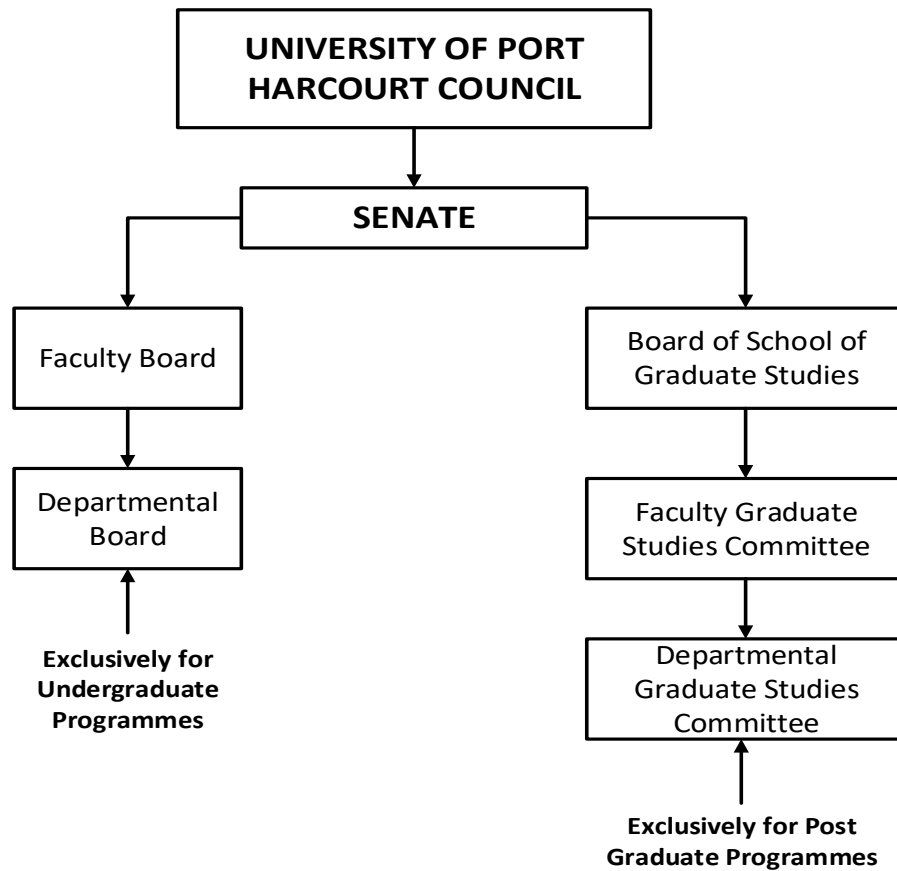 UNIVERSITY OF PORT
HARCOURT COUNCIL
SENATE
Faculty Board
Departmental
Board
Exclusively for
Undergraduate
Programmes
Board of School of
Graduate Studies
Faculty Graduate
Studies Committee
Departmental
Graduate Studies
Committee
Exclusively for Post
Graduate Programmes